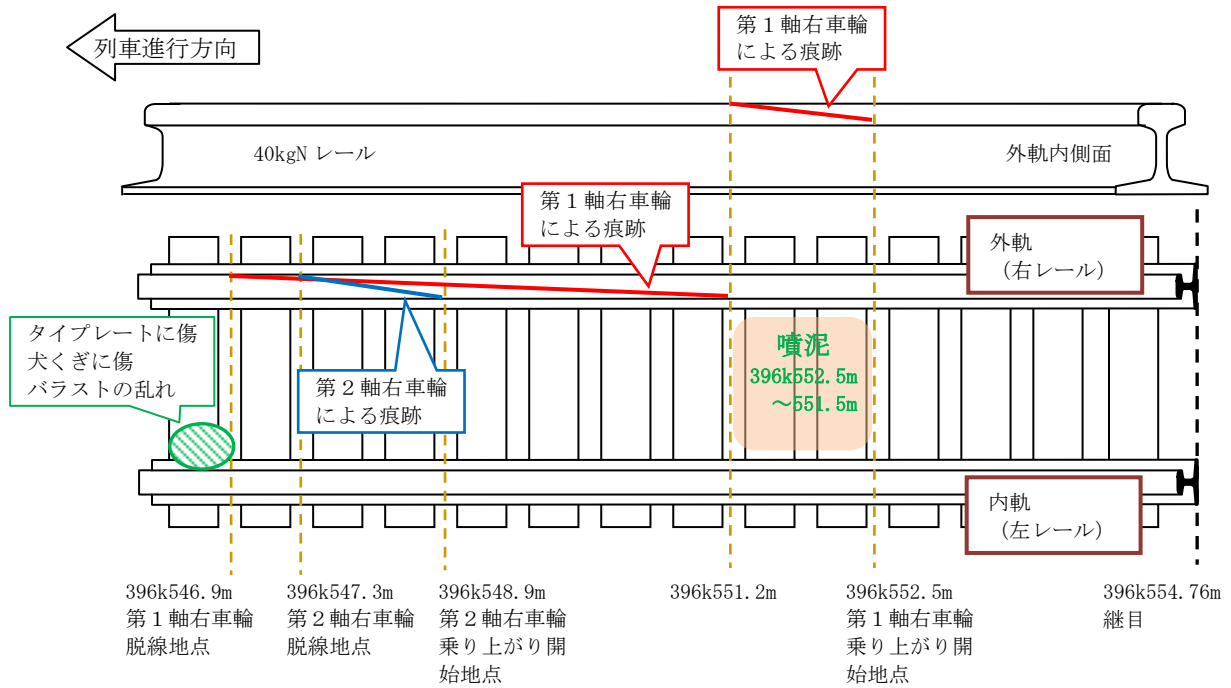 列車進行方向
第1軸右車輪
による痕跡
40kgN レール
外軌内側面
第1軸右車輪
による痕跡
外軌
(右レール)
タイプレートに傷
犬くぎに傷
バラストの乱れ
噴泥
396k552.5m
~551.5m
第2軸右車輪
による痕跡
内軌
(左レール)
396k546.9m
第1軸右車輪
脱線地点
396k547.3m
第2軸右車輪
脱線地点
396k548.9m
第2軸右車輪
乗り上がり開
始地点
396k551.2m
396k552.5m
第1軸右車輪
乗り上がり開
始地点
396k554.76m
継目